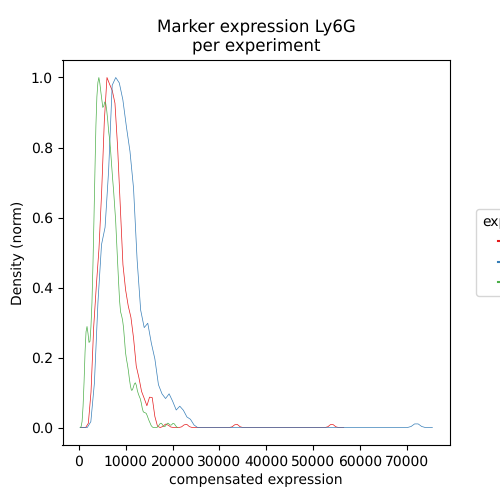 Marker expression Ly6G
per experiment
1.0
0.8
0.6
0.4
0.2
0.0
Density (norm)
0 10000 20000 30000 40000 50000 60000 70000
compensated expression